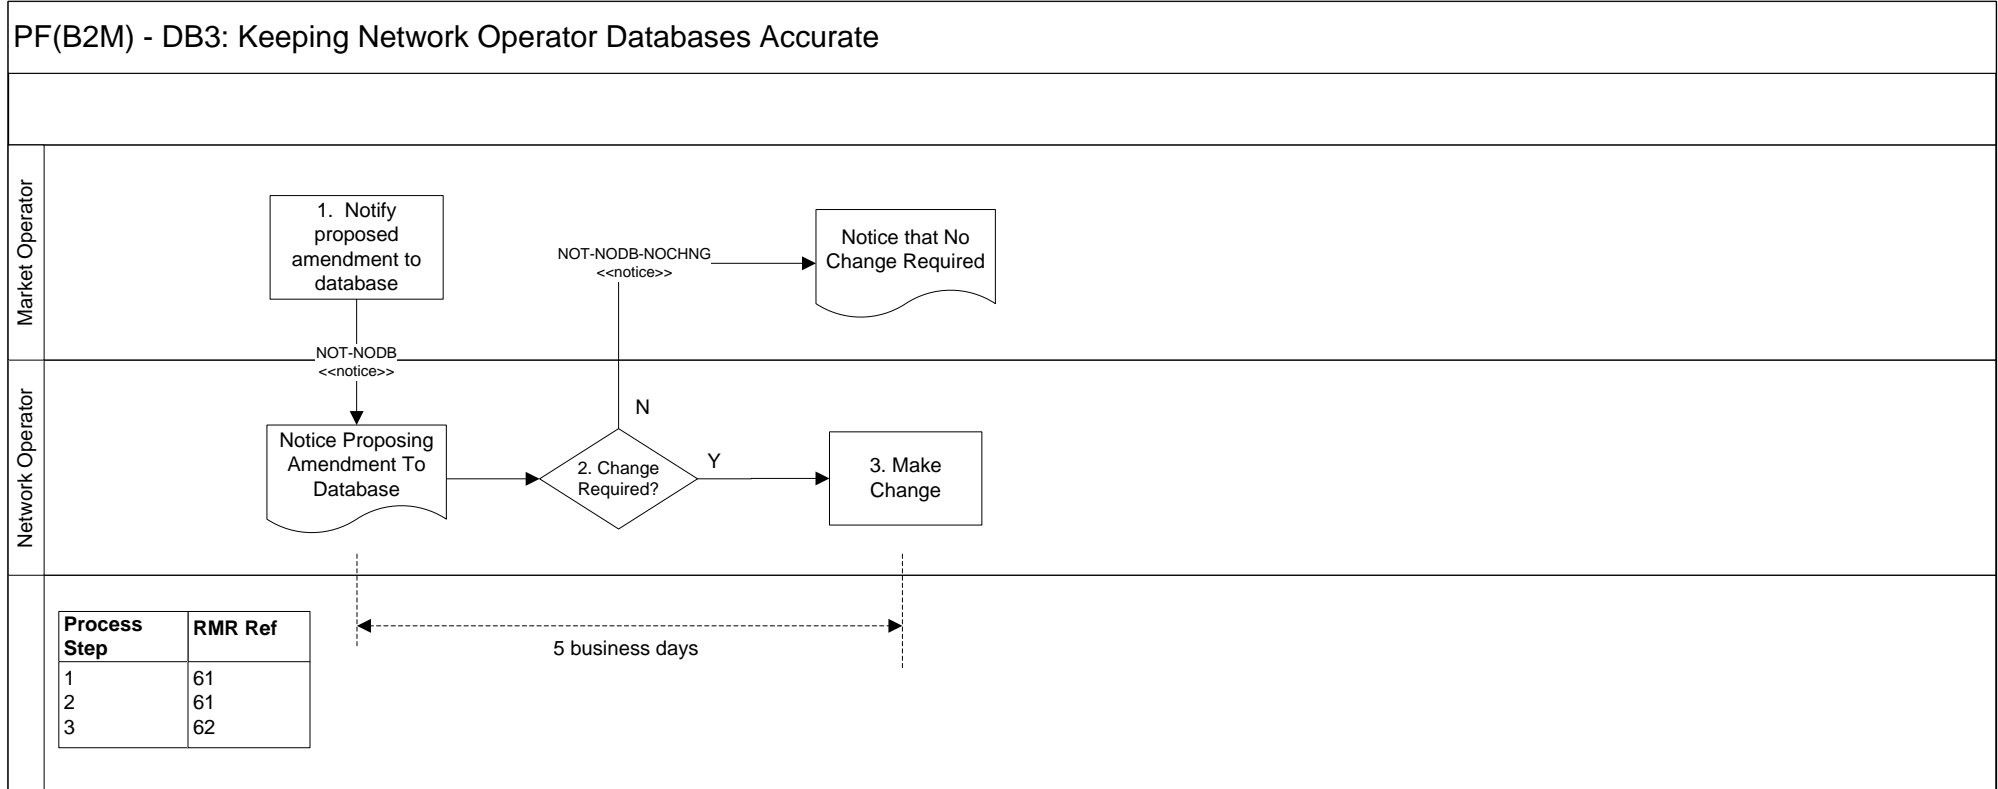 PF(B2M) - DB3: Keeping Network Operator Databases Accurate
Market Operator
1. Notify
proposed
amendment to
database
NOT-NODB-NOCHNG
<<notice>>
Notice that No
Change Required
NOT-NODB
<<notice>>
Network Operator
Notice Proposing
Amendment To
Database
N
2. Change
Required?
Y
3. Make
Change
5 business days
Process
Step
RMR Ref
1 61
2 61
3 62